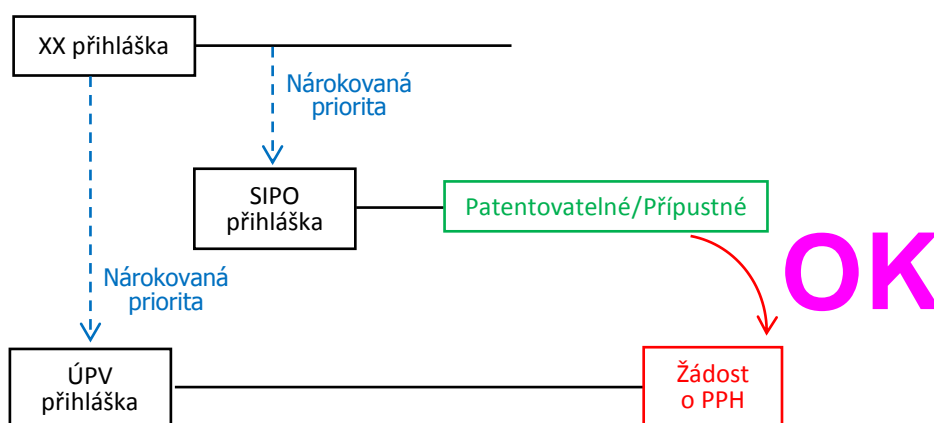 XX přihláška
Nárokovaná
priorita
SIPO
přihláška
Patentovatelné/Přípustné
OK
Nárokovaná
priorita
ÚPV
přihláška
Žádost
o PPH